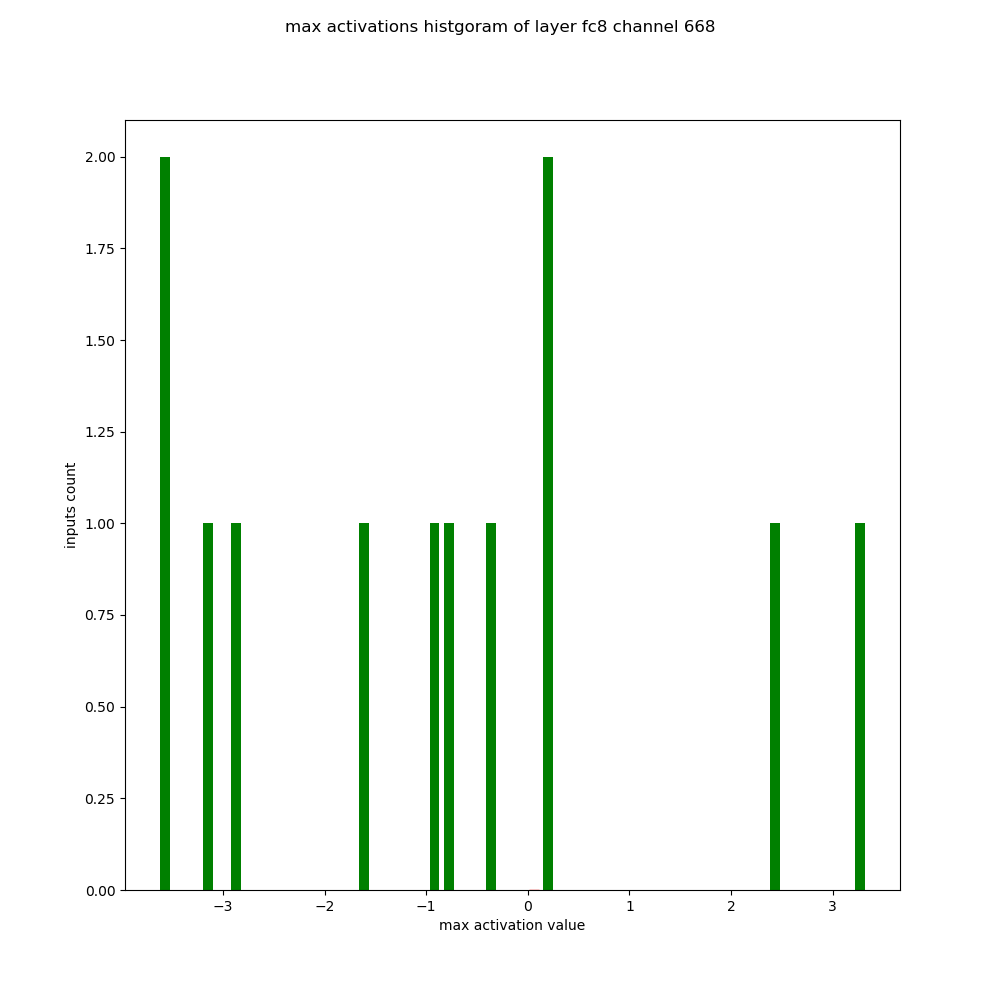 max activations histgoram of layer fc8 channel 668
2.00
1.75
1.50
1.25
1.00
0.75
0.50
0.25
0.00
inputs count
−3 −2 −1 0 1 2 3
max activation value